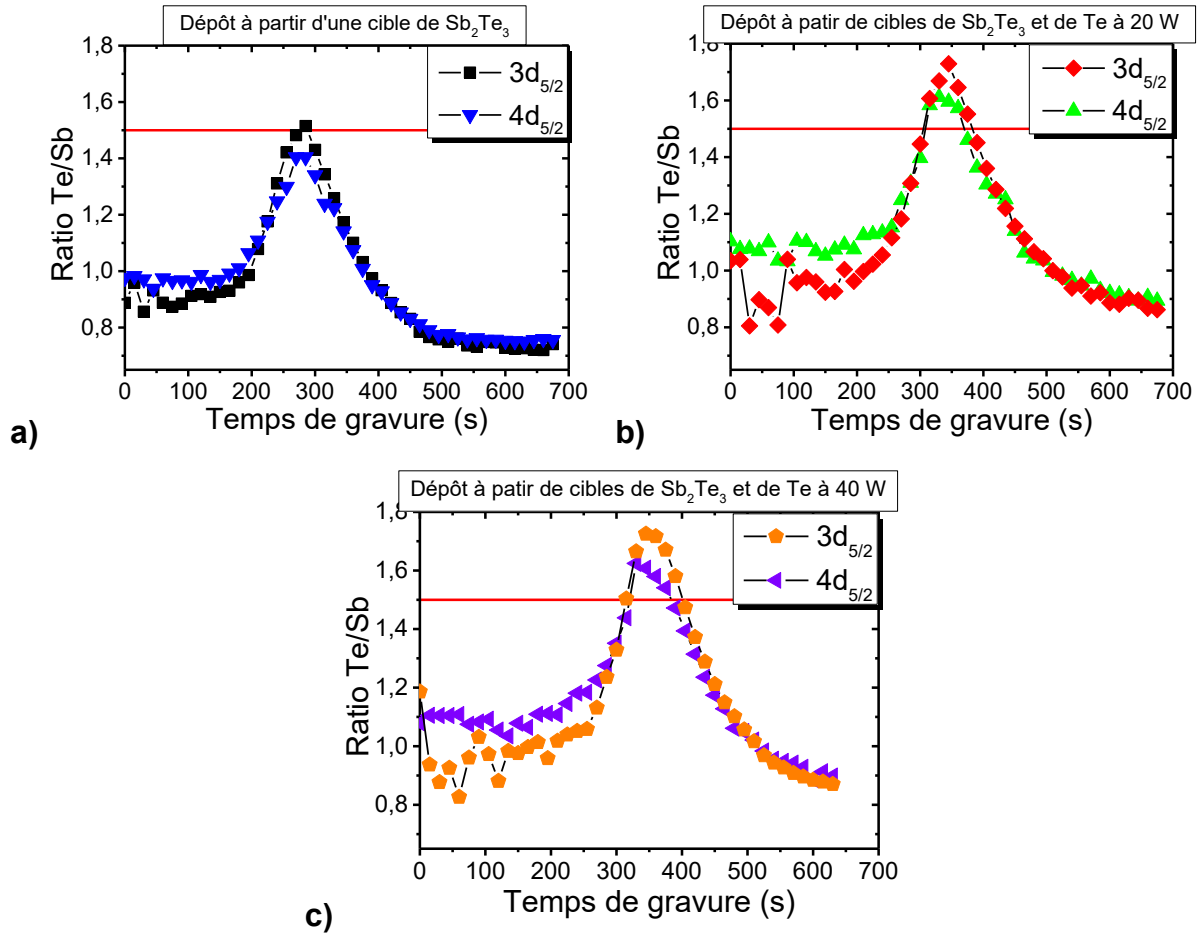 Dépôt à partir d'une cible de Sb₂Te₃
1,8
1,6
1,4
1,2
1,0
0,8
Ratio Te/Sb
3d₅/₂
4d₅/₂
0 100 200 300 400 500 600 700
Temps de gravure (s)
a)
Dépôt à patir de cibles de Sb₂Te₃ et de Te à 20 W
1,8
1,6
1,4
1,2
1,0
0,8
Ratio Te/Sb
3d₅/₂
4d₅/₂
0 100 200 300 400 500 600 700
Temps de gravure (s)
b)
Dépôt à patir de cibles de Sb₂Te₃ et de Te à 40 W
1,8
1,6
1,4
1,2
1,0
0,8
Ratio Te/Sb
3d₅/₂
4d₅/₂
0 100 200 300 400 500 600 700
Temps de gravure (s)
c)